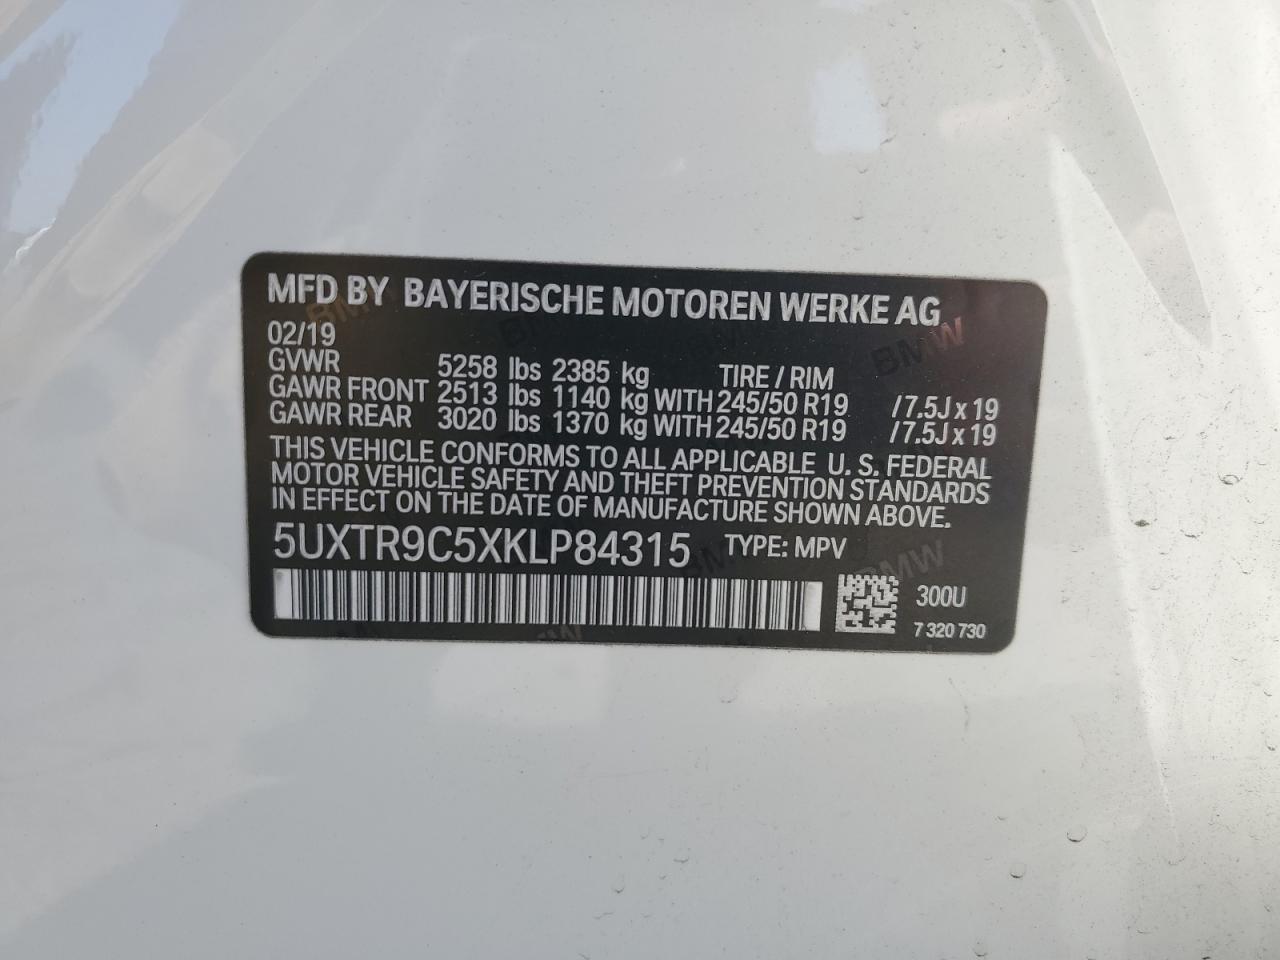 MFD BY BAYERISCHE MOTOREN WERKE AG
02/19
GVWR 5258 lbs 2385 kg TIRE / RIM
GAWR FRONT 2513 lbs 1140 kg WITH 245/50 R19 /7.5J x 19
GAWR REAR 3020 lbs 1370 kg WITH 245/50 R19 /7.5J x 19
THIS VEHICLE CONFORMS TO ALL APPLICABLE U. S. FEDERAL
MOTOR VEHICLE SAFETY AND THEFT PREVENTION STANDARDS
IN EFFECT ON THE DATE OF MANUFACTURE SHOWN ABOVE.
5UXTR9C5XKLP84315 TYPE: MPV
300U
7 320 730
BMW
BMW
BMW